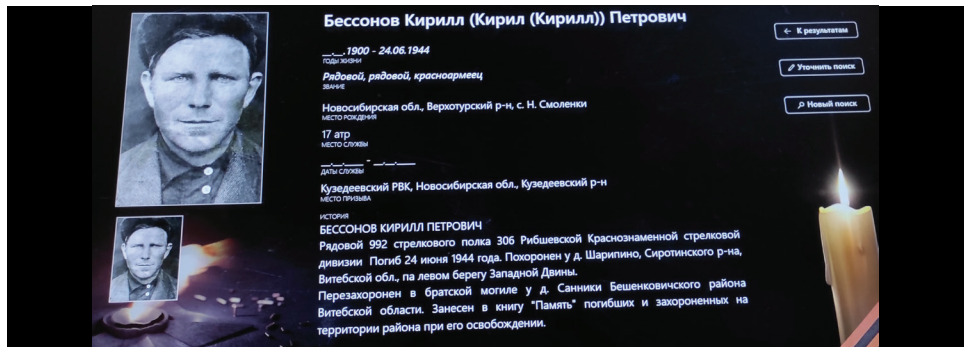 Бессонов Кирилл (Кирил (Кирилл)) Петрович
__.__.1900 - 24.06.1944
ГОДЫ ЖИЗНИ
Рядовой, рядовой, красноармеец
ЗВАНИЕ
Новосибирская обл., Верхотурский р-н, с. Н. Смоленки
МЕСТО РОЖДЕНИЯ
17 атр
МЕСТО СЛУЖБЫ
__.__.____ - __.__.____
ДАТЫ СЛУЖБЫ
Кузедеевский РВК, Новосибирская обл., Кузедеевский р-н
МЕСТО ПРИЗЫВА
ИСТОРИЯ
БЕССОНОВ КИРИЛЛ ПЕТРОВИЧ
Рядовой 992 стрелкового полка 306 Рибшевской Краснознаменной стрелковой
дивизии Погиб 24 июня 1944 года. Похоронен у д. Шарипино, Сиротинского р-на,
Витебской обл., па левом берегу Западной Двины.
Перезахоронен в братской могиле у д. Санники Бешенковичского района
Витебской области. Занесен в книгу "Память" погибших и захороненных на
территории района при его освобождении.
← К результатам
Уточнить поиск
Новый поиск